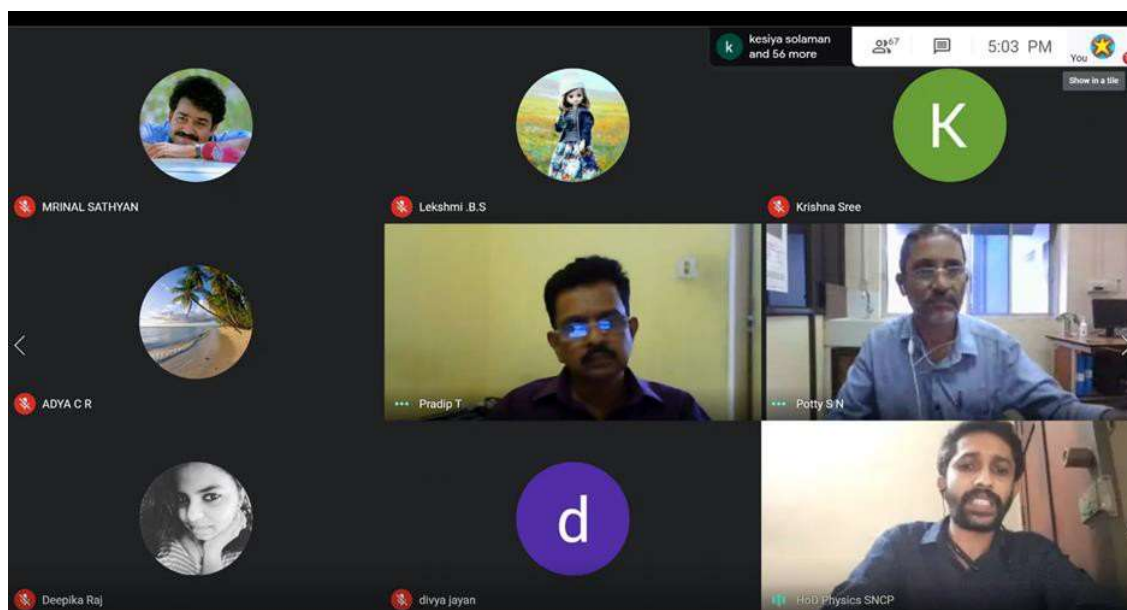 k
kesiya solaman
and 56 more
67
5:03 PM
You
Show in a tile
K
MRINAL SATHYAN
Lekshmi .B.S
Krishna Sree
ADYA C R
Pradip T
Potty S N
d
Deepika Raj
divya jayan
HoD Physics SNCP